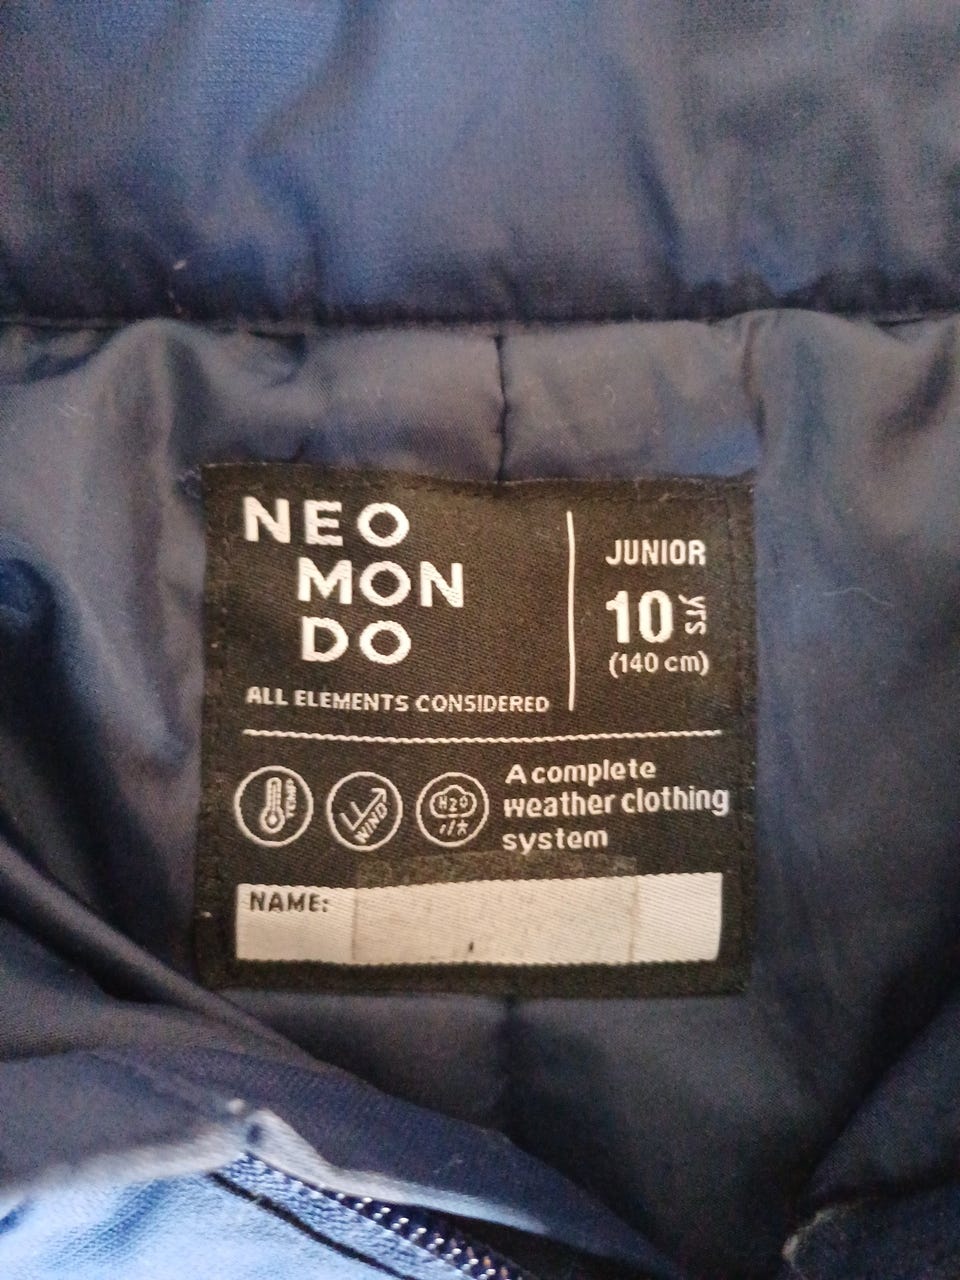 NEO
MON
DO
ALL ELEMENTS CONSIDERED
JUNIOR
10 yrs
(140 cm)
TEMP
WIND
H2O
A complete
weather clothing
system
NAME: